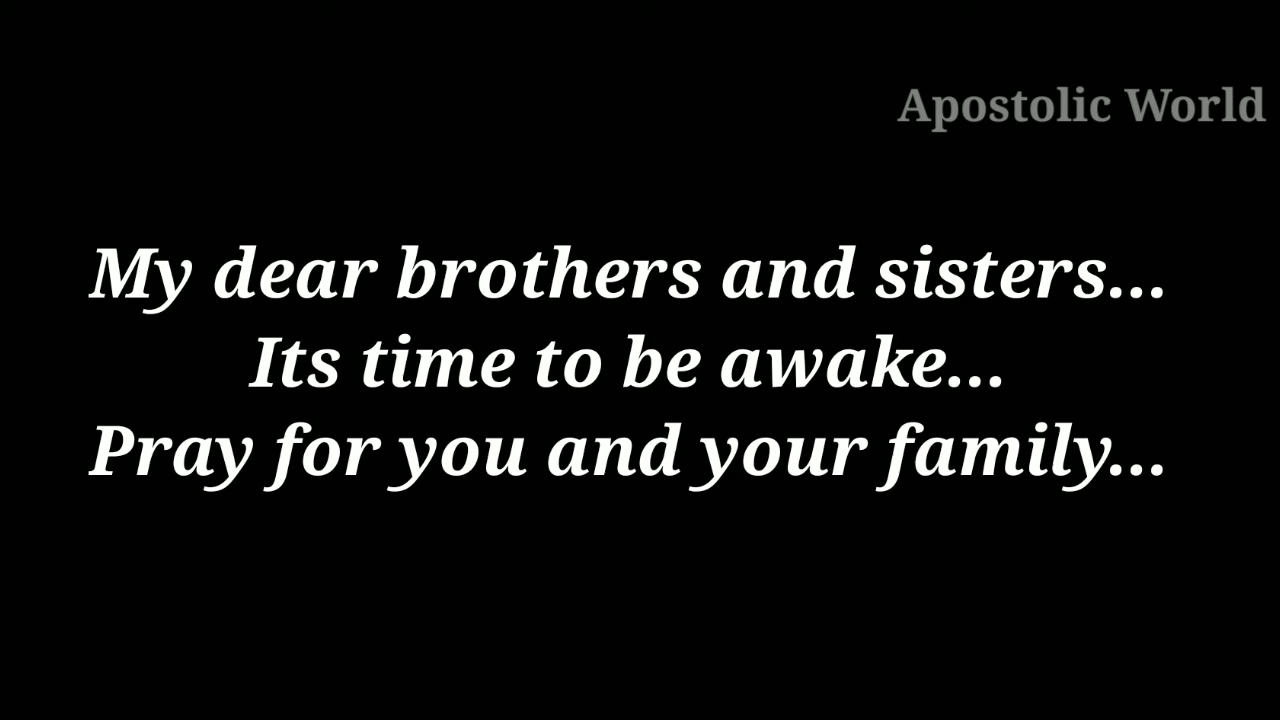 Apostolic World
My dear brothers and sisters...
Its time to be awake...
Pray for you and your family...